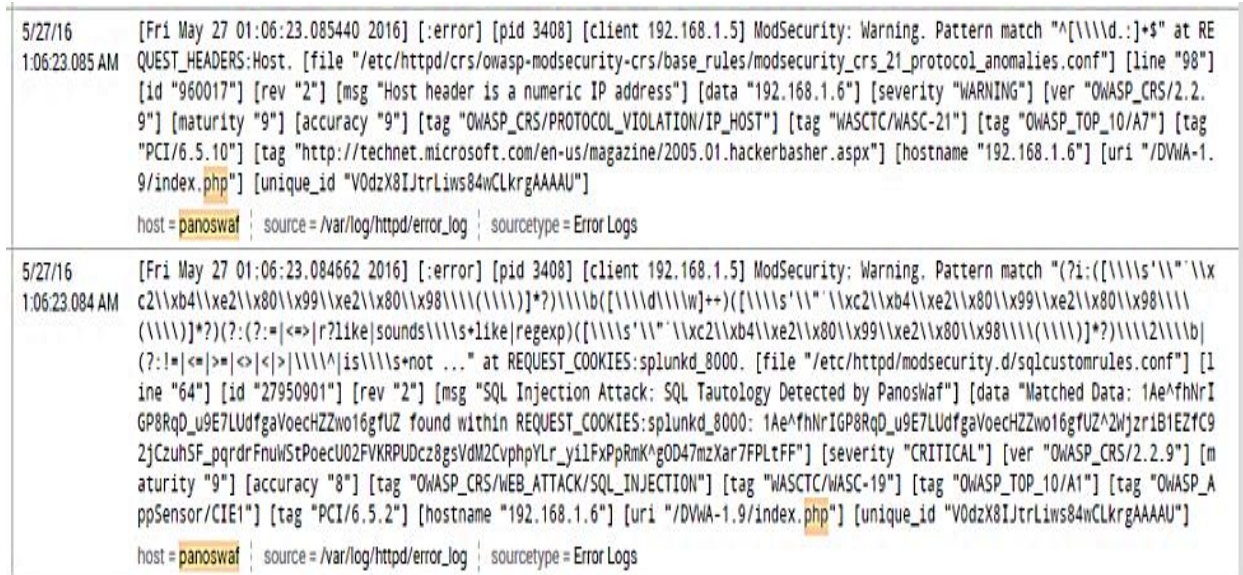 5/27/16 [Fri May 27 01:06:23.085440 2016] [:error] [pid 3408] [client 192.168.1.5] ModSecurity: Warning. Pattern match "^[\\\\d.:]+$" at RE
1:06:23.085 AM QUEST_HEADERS:Host. [file "/etc/httpd/crs/owasp-modsecurity-crs/base_rules/modsecurity_crs_21_protocol_anomalies.conf"] [line "98"]
[id "960017"] [rev "2"] [msg "Host header is a numeric IP address"] [data "192.168.1.6"] [severity "WARNING"] [ver "OWASP_CRS/2.2.
9"] [maturity "9"] [accuracy "9"] [tag "OWASP_CRS/PROTOCOL_VIOLATION/IP_HOST"] [tag "WASCTC/WASC-21"] [tag "OWASP_TOP_10/A7"] [tag
"PCI/6.5.10"] [tag "http://technet.microsoft.com/en-us/magazine/2005.01.hackerbasher.aspx"] [hostname "192.168.1.6"] [uri "/DVWA-1.
9/index.php"] [unique_id "V0dzX8IJtrLiws84wCLkrgAAAAU"]
host = panoswaf source = /var/log/httpd/error_log sourcetype = Error Logs
5/27/16 [Fri May 27 01:06:23.084662 2016] [:error] [pid 3408] [client 192.168.1.5] ModSecurity: Warning. Pattern match "(?i:([\\\\s'\\"`\\x
1:06:23.084 AM c2\\xb4\\xe2\\x80\\x99\\xe2\\x80\\x98\\\\(\\\\)]*?)\\\\b([\\\\d\\\\w]++)([\\\\s'\\"`\\xc2\\xb4\\xe2\\x80\\x99\\xe2\\x80\\x98\\\\
(\\\\)]*?)(?:(?:=|<=>|r?like|sounds\\\\s+like|regexp)([\\\\s'\\"`\\xc2\\xb4\\xe2\\x80\\x99\\xe2\\x80\\x98\\\\(\\\\)]*?)\\\\2\\\\b|
(?:!=|<=|>=|<>|<|>|\\\\^|is\\\\s+not ..." at REQUEST_COOKIES:splunkd_8000. [file "/etc/httpd/modsecurity.d/sqlcustomrules.conf"] [l
ine "64"] [id "27950901"] [rev "2"] [msg "SQL Injection Attack: SQL Tautology Detected by PanosWaf"] [data "Matched Data: 1Ae^fhNrI
GP8RqD_u9E7LUdfgaVoecHZZwo16gfUZ found within REQUEST_COOKIES:splunkd_8000: 1Ae^fhNrIGP8RqD_u9E7LUdfgaVoecHZZwo16gfUZ^2WjzriB1EZfC9
2jCzuhSF_pqrdrFnuWStPoecU02FVKRPUDcz8gsVdM2CvphpYLr_yilFxPpRmK^gOD47mzXar7FPLtFF"] [severity "CRITICAL"] [ver "OWASP_CRS/2.2.9"] [m
aturity "9"] [accuracy "8"] [tag "OWASP_CRS/WEB_ATTACK/SQL_INJECTION"] [tag "WASCTC/WASC-19"] [tag "OWASP_TOP_10/A1"] [tag "OWASP_A
ppSensor/CIE1"] [tag "PCI/6.5.2"] [hostname "192.168.1.6"] [uri "/DVWA-1.9/index.php"] [unique_id "V0dzX8IJtrLiws84wCLkrgAAAAU"]
host = panoswaf source = /var/log/httpd/error_log sourcetype = Error Logs